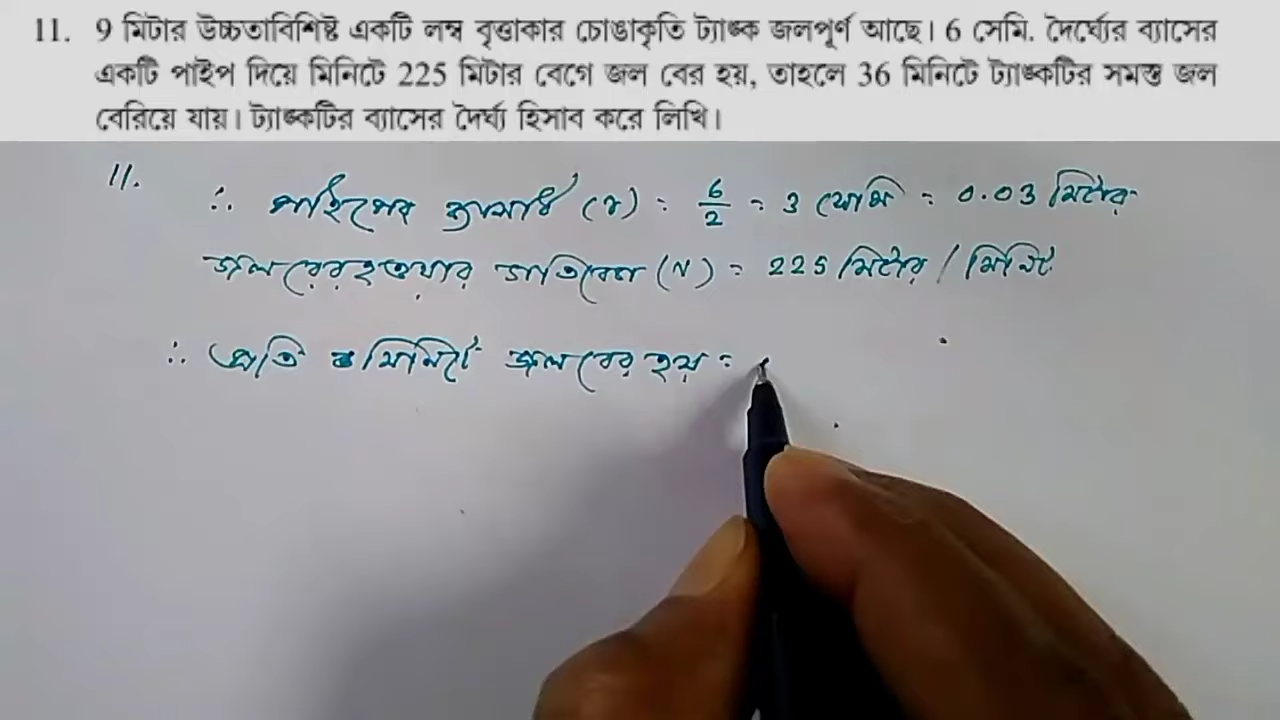 11. 9 মিটার উচ্চতাবিশিষ্ট একটি লম্ব বৃত্তাকার চোঙাকৃতি ট্যাঙ্ক জলপূর্ণ আছে। 6 সেমি. দৈর্ঘ্যের ব্যাসের
একটি পাইপ দিয়ে মিনিটে 225 মিটার বেগে জল বের হয়, তাহলে 36 মিনিটে ট্যাঙ্কটির সমস্ত জল
বেরিয়ে যায়। ট্যাঙ্কটির ব্যাসের দৈর্ঘ্য হিসাব করে লিখি।
11.
∴ পাইপের ব্যাসার্ধ (r) = 6/2 = 3 সেমি = 0.03 মিটার
জল বের হওয়ার গতিবেগ (v) = 225 মিটার / মিনিট
∴ প্রতি মিনিটে জল বের হয় =